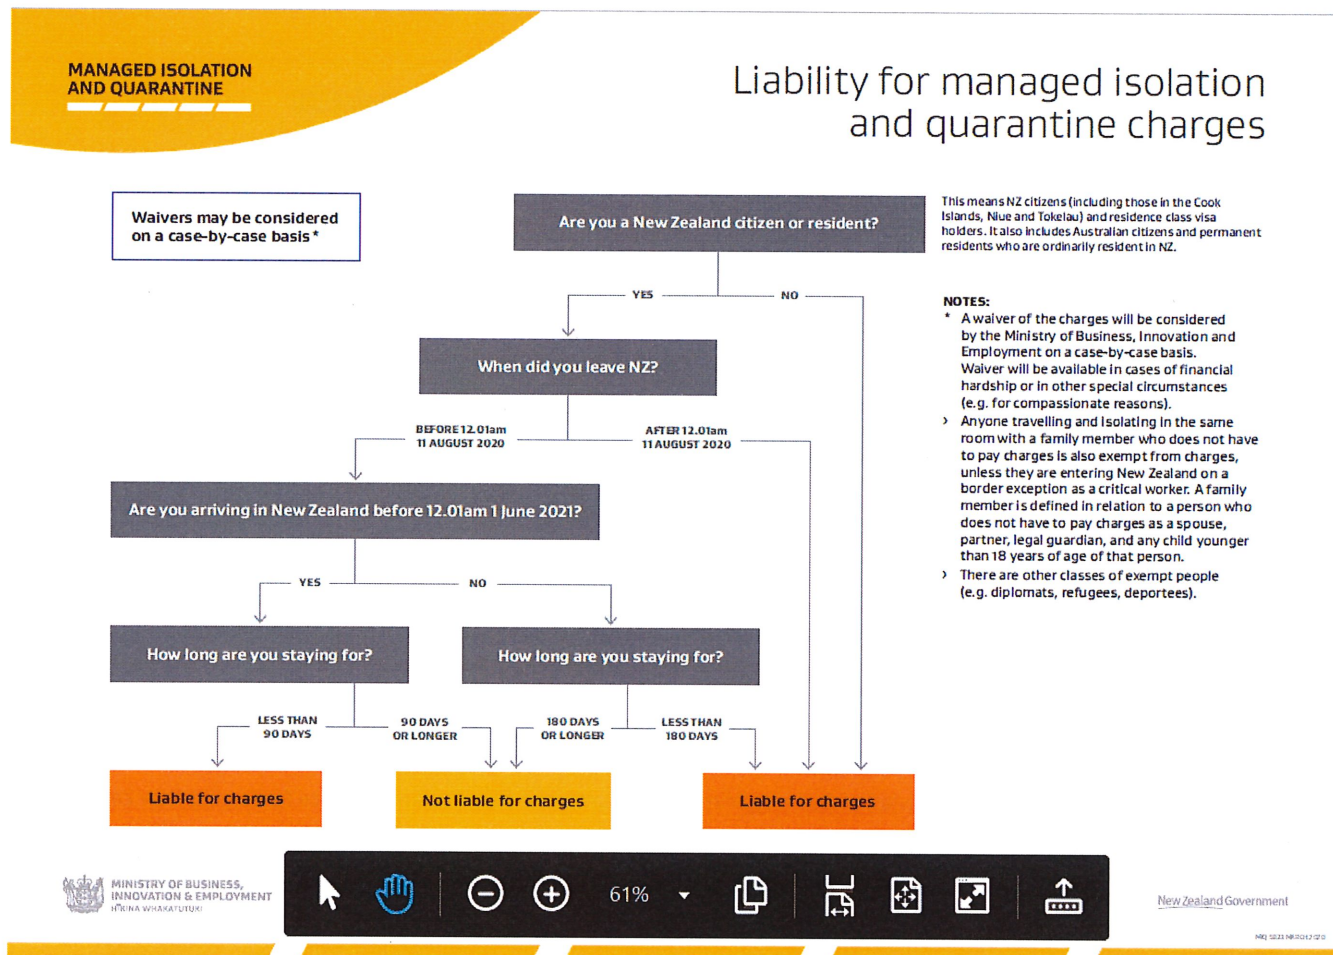 MANAGED ISOLATION
AND QUARANTINE
Liability for managed isolation
and quarantine charges
Waivers may be considered
on a case-by-case basis *
Are you a New Zealand citizen or resident?
This means NZ citizens (including those in the Cook
Islands, Niue and Tokelau) and residence class visa
holders. It also includes Australian citizens and permanent
residents who are ordinarily resident in NZ.
YES
NO
When did you leave NZ?
BEFORE 12.01am
11 AUGUST 2020
AFTER 12.01am
11 AUGUST 2020
Are you arriving in New Zealand before 12.01am 1 June 2021?
YES
NO
How long are you staying for?
How long are you staying for?
LESS THAN
90 DAYS
90 DAYS
OR LONGER
180 DAYS
OR LONGER
LESS THAN
180 DAYS
Liable for charges
Not liable for charges
Liable for charges
NOTES:
* A waiver of the charges will be considered
by the Ministry of Business, Innovation and
Employment on a case-by-case basis.
Waiver will be available in cases of financial
hardship or in other special circumstances
(e.g. for compassionate reasons).
› Anyone travelling and isolating in the same
room with a family member who does not have
to pay charges is also exempt from charges,
unless they are entering New Zealand on a
border exception as a critical worker. A family
member is defined in relation to a person who
does not have to pay charges as a spouse,
partner, legal guardian, and any child younger
than 18 years of age of that person.
› There are other classes of exempt people
(e.g. diplomats, refugees, deportees).
MINISTRY OF BUSINESS,
INNOVATION & EMPLOYMENT
HĪKINA WHAKATUTUKI
61%
New Zealand Government